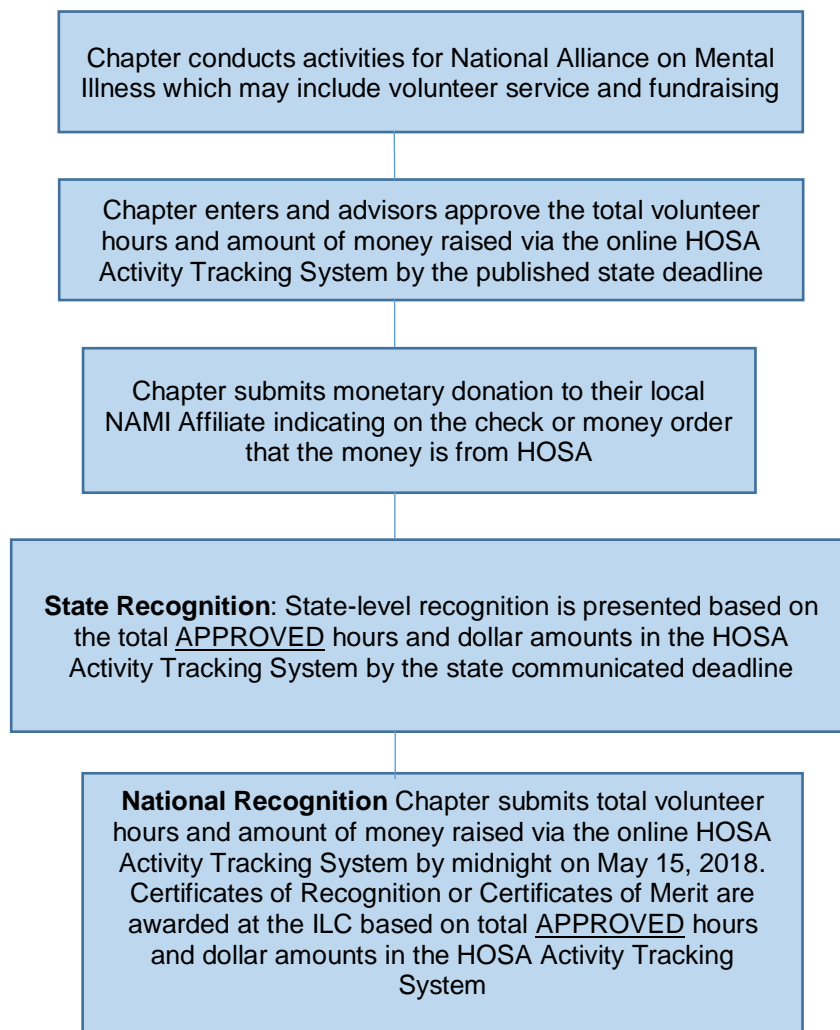 Chapter conducts activities for National Alliance on Mental
Illness which may include volunteer service and fundraising
Chapter enters and advisors approve the total volunteer
hours and amount of money raised via the online HOSA
Activity Tracking System by the published state deadline
Chapter submits monetary donation to their local
NAMI Affiliate indicating on the check or money order
that the money is from HOSA
State Recognition: State-level recognition is presented based on
the total APPROVED hours and dollar amounts in the HOSA
Activity Tracking System by the state communicated deadline
National Recognition Chapter submits total volunteer
hours and amount of money raised via the online HOSA
Activity Tracking System by midnight on May 15, 2018.
Certificates of Recognition or Certificates of Merit are
awarded at the ILC based on total APPROVED hours
and dollar amounts in the HOSA Activity Tracking
System